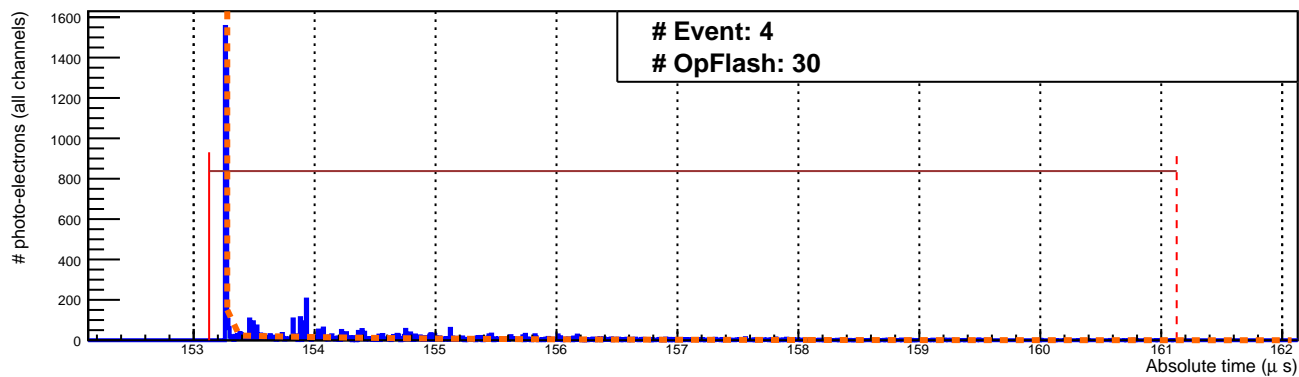 # Event: 4
# OpFlash: 30
# photo-electrons (all channels)
1600
1400
1200
1000
800
600
400
200
0
153 154 155 156 157 158 159 160 161 162
Absolute time (μ s)